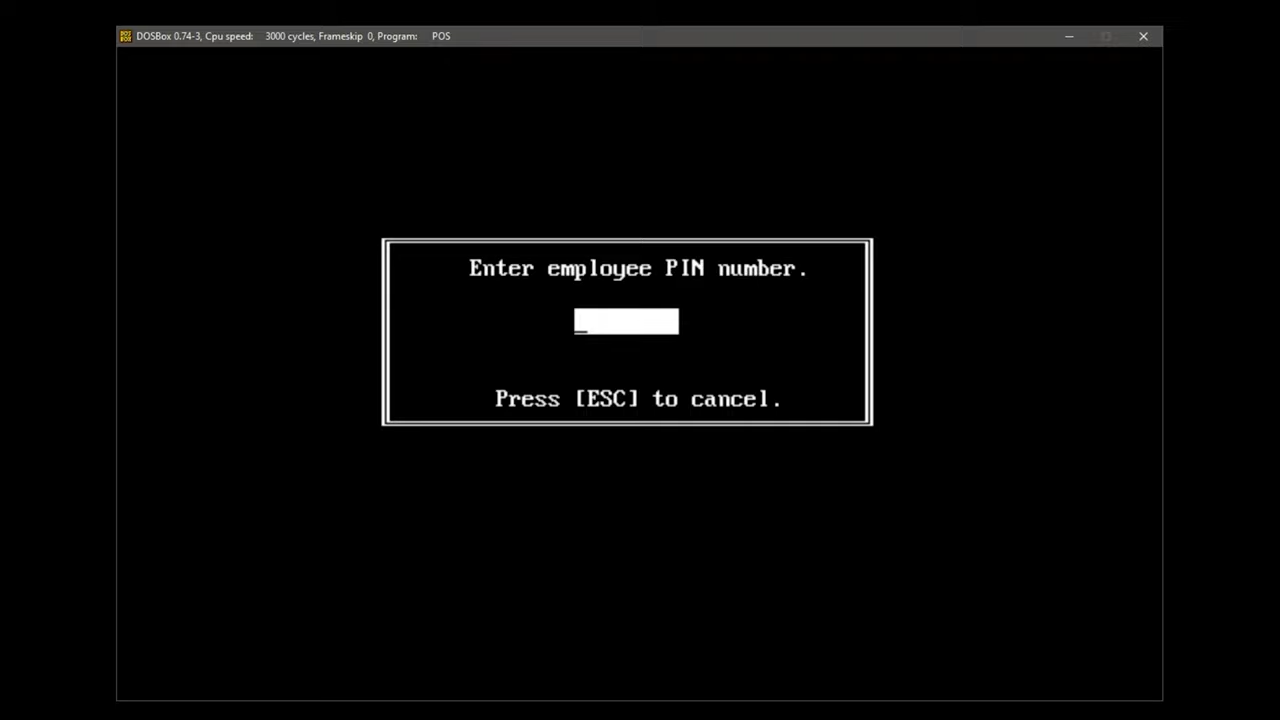 DOSBox 0.74-3, Cpu speed: 3000 cycles, Frameskip 0, Program: POS
Enter employee PIN number.
Press [ESC] to cancel.